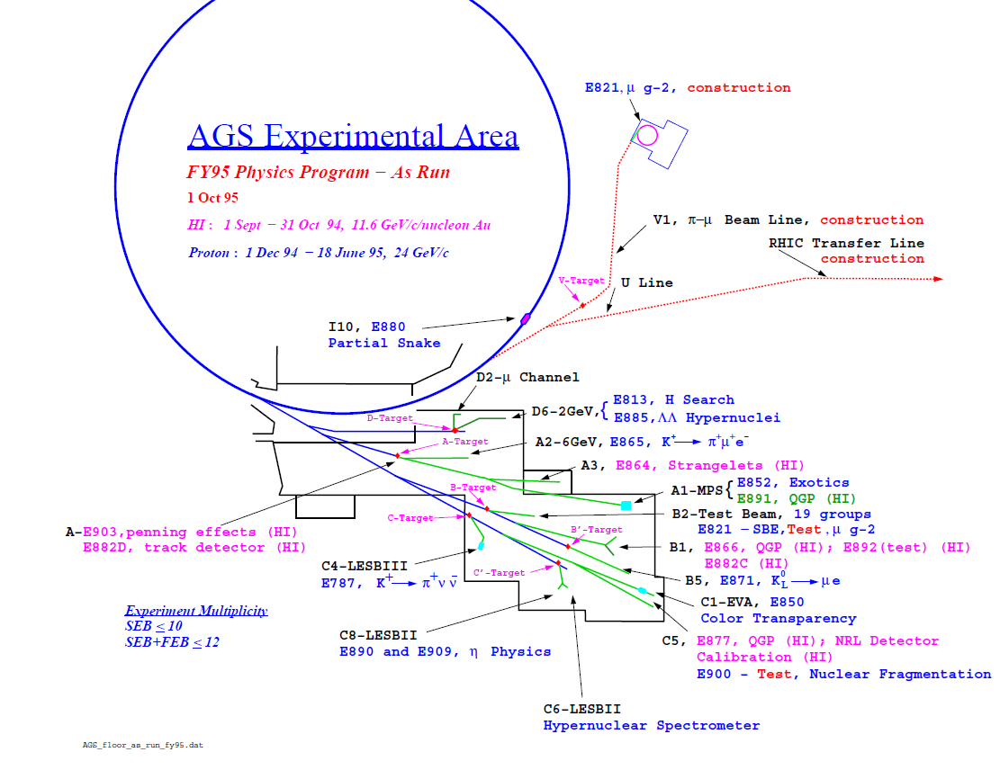 E821, μ g-2, construction
AGS Experimental Area
FY95 Physics Program − As Run
1 Oct 95
HI : 1 Sept − 31 Oct 94, 11.6 GeV/c/nucleon Au
Proton : 1 Dec 94 − 18 June 95, 24 GeV/c
V1, π−μ Beam Line, construction
RHIC Transfer Line
construction
V-Target
U Line
I10, E880
Partial Snake
D2-μ Channel
D6-2GeV,{
E813, H Search
E885,ΛΛ Hypernuclei
D-Target
A2-6GeV, E865, K⁺→ π⁺μ⁺e⁻
A-Target
A3, E864, Strangelets (HI)
A1-MPS{
E852, Exotics
E891, QGP (HI)
B-Target
B2-Test Beam, 19 groups
E821 −SBE,Test,μ g-2
C-Target
B'-Target
A-E903,penning effects (HI)
E882D, track detector (HI)
B1, E866, QGP (HI); E892(test) (HI)
E882C (HI)
C4-LESBIII
E787, K⁺→ π⁺ν ν̄
C'-Target
B5, E871, K⁰_L→ μe
C1-EVA, E850
Color Transparency
Experiment Multiplicity
SEB ≤ 10
SEB+FEB ≤ 12
C8-LESBII
E890 and E909, η Physics
C5, E877, QGP (HI); NRL Detector
Calibration (HI)
E900 - Test, Nuclear Fragmentation
C6-LESBII
Hypernuclear Spectrometer
AGS_floor_as_run_fy95.dat